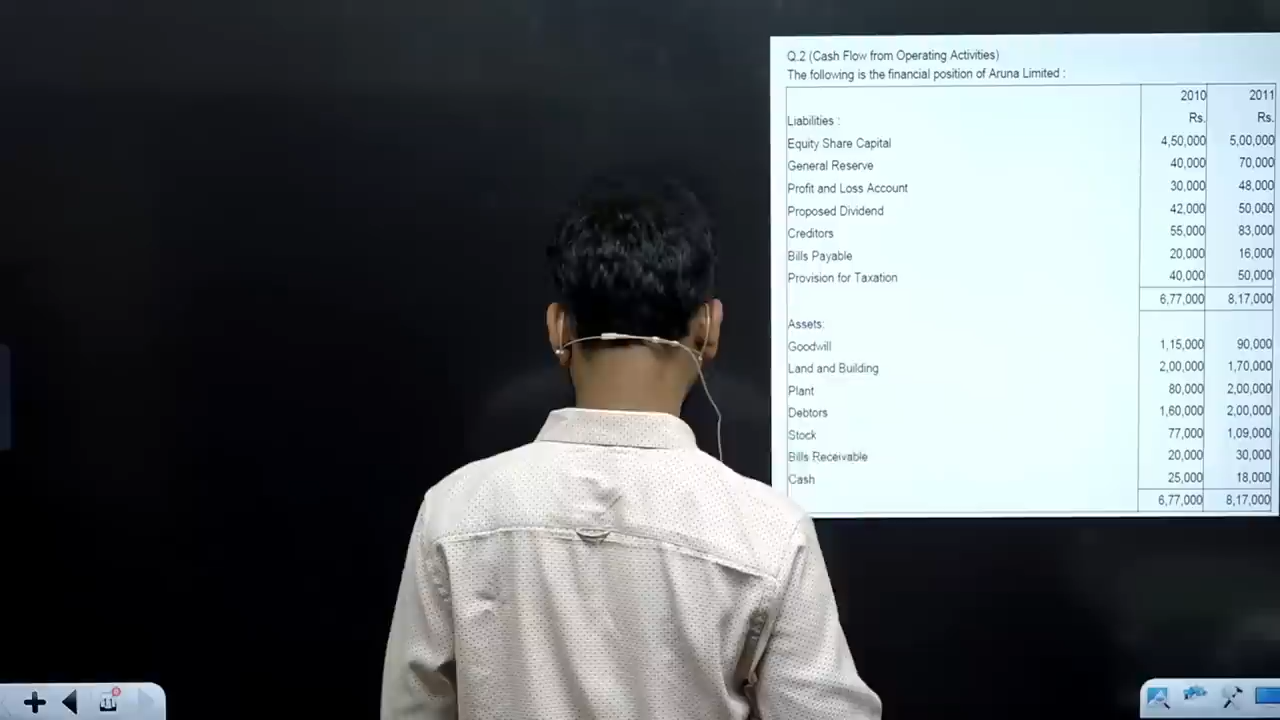 Q.2 (Cash Flow from Operating Activities)
The following is the financial position of Aruna Limited :
2010 2011
Liabilities : Rs. Rs.
Equity Share Capital 4,50,000 5,00,000
General Reserve 40,000 70,000
Profit and Loss Account 30,000 48,000
Proposed Dividend 42,000 50,000
Creditors 55,000 83,000
Bills Payable 20,000 16,000
Provision for Taxation 40,000 50,000
6,77,000 8,17,000
Assets:
Goodwill 1,15,000 90,000
Land and Building 2,00,000 1,70,000
Plant 80,000 2,00,000
Debtors 1,60,000 2,00,000
Stock 77,000 1,09,000
Bills Receivable 20,000 30,000
Cash 25,000 18,000
6,77,000 8,17,000
11